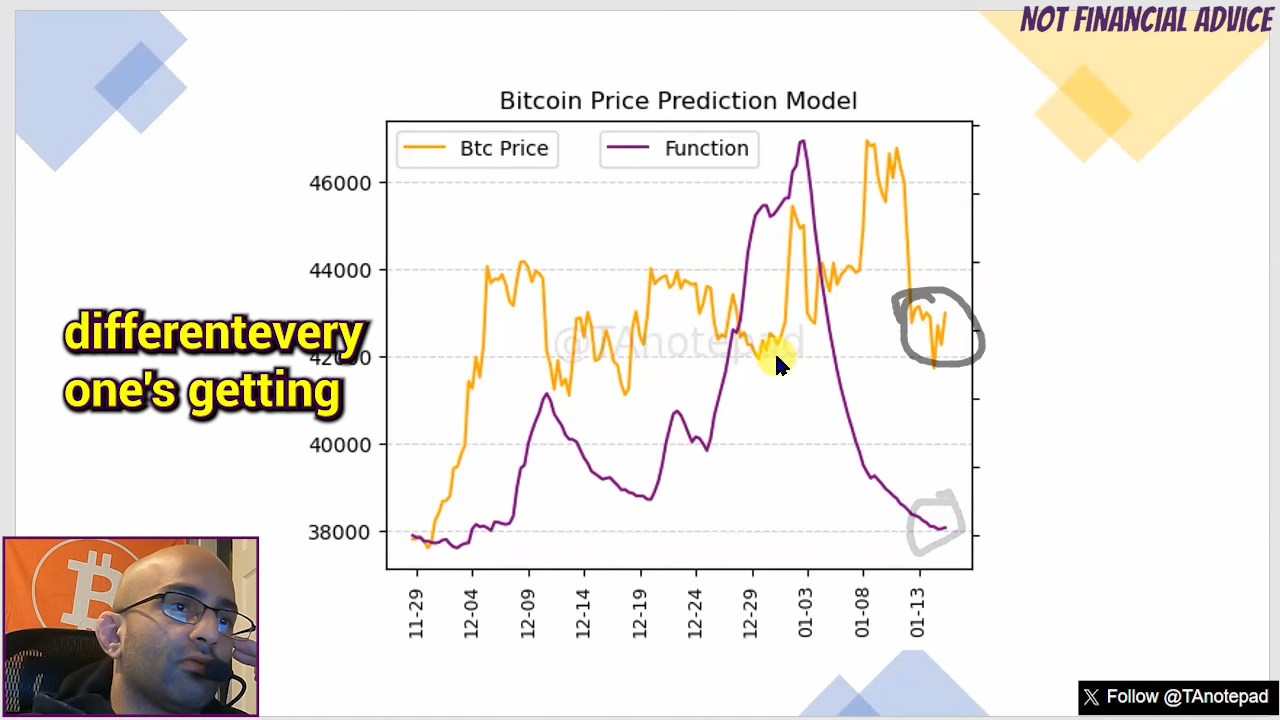 NOT FINANCIAL ADVICE
Bitcoin Price Prediction Model
Btc Price
Function
46000
44000
42000
40000
38000
@TAnotepad
differentevery
one's getting
11-29
12-04
12-09
12-14
12-19
12-24
12-29
01-03
01-08
01-13
X Follow @TAnotepad